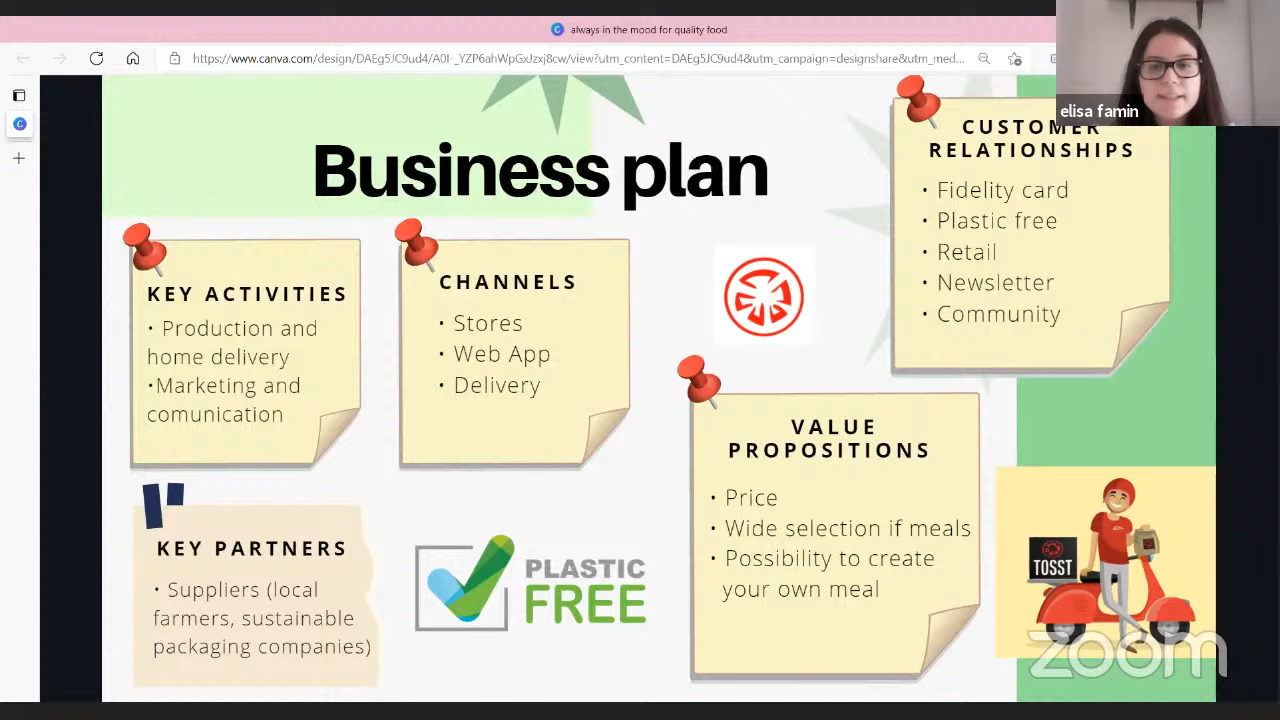 always in the mood for quality food
https://www.canva.com/design/DAEg5JC9ud4/A0I-_YZP6ahWpGxJzxj8cw/view?utm_content=DAEg5JC9ud4&utm_campaign=designshare&utm_med...
elisa famin
Business plan
CUSTOMER
RELATIONSHIPS
• Fidelity card
• Plastic free
• Retail
• Newsletter
• Community
KEY ACTIVITIES
• Production and
home delivery
•Marketing and
comunication
CHANNELS
• Stores
• Web App
• Delivery
VALUE
PROPOSITIONS
• Price
• Wide selection if meals
• Possibility to create
your own meal
KEY PARTNERS
• Suppliers (local
farmers, sustainable
packaging companies)
PLASTIC
FREE
TOSST
zoom